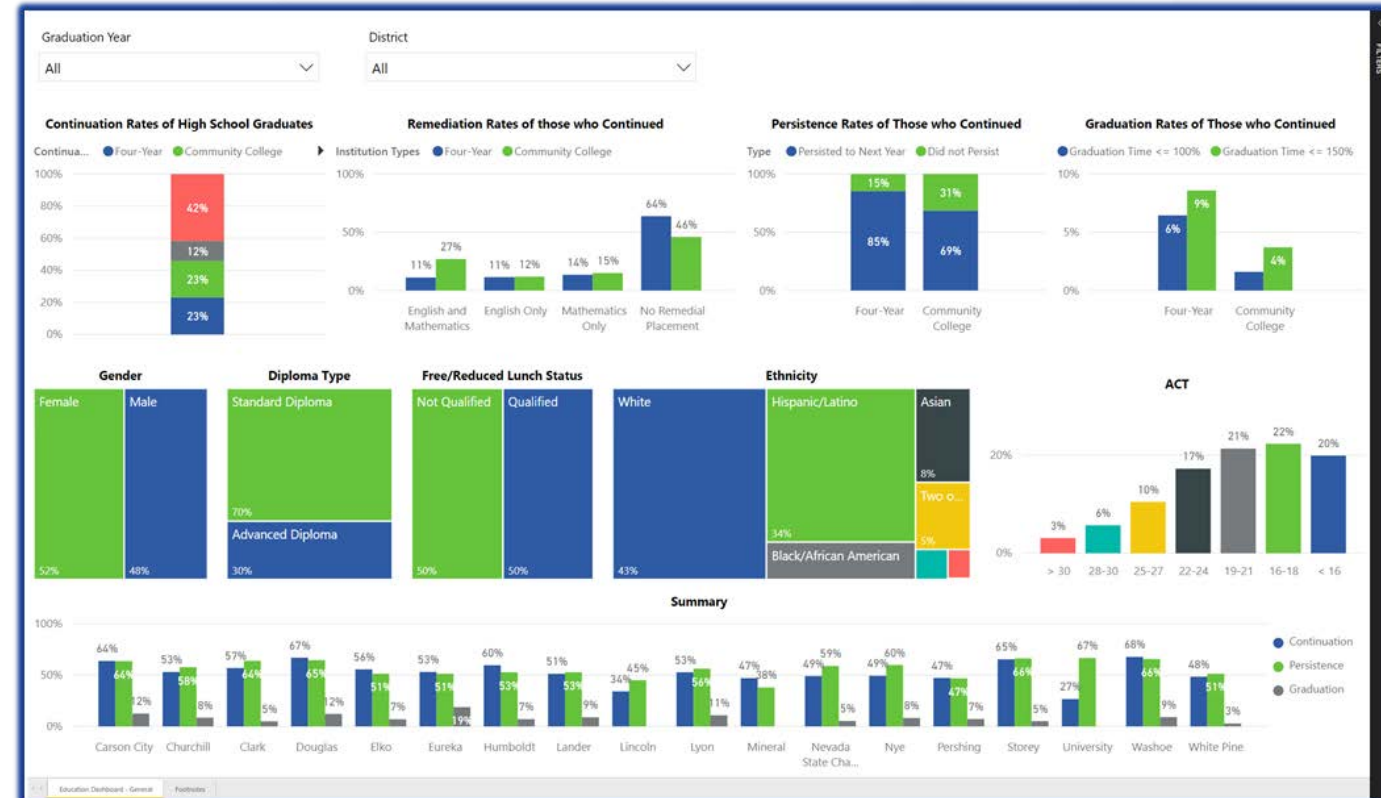 Graduation Year
District
All
All
FILTERS
Continuation Rates of High School Graduates
Remediation Rates of those who Continued
Persistence Rates of Those who Continued
Graduation Rates of Those who Continued
Continua... Four-Year Community College
Institution Types Four-Year Community College
Type Persisted to Next Year Did not Persist
Graduation Time <= 100% Graduation Time <= 150%
100%
80%
60%
40%
20%
0%
42%
12%
23%
23%
100%
50%
0%
11% 27%
11% 12%
14% 15%
64% 46%
English and Mathematics
English Only
Mathematics Only
No Remedial Placement
100%
50%
0%
15%
85%
31%
69%
Four-Year
Community College
10%
5%
0%
6%
9%
4%
Four-Year
Community College
Gender
Female
52%
Male
48%
Diploma Type
Standard Diploma
70%
Advanced Diploma
30%
Free/Reduced Lunch Status
Not Qualified
50%
Qualified
50%
Ethnicity
White
43%
Hispanic/Latino
34%
Black/African American
Asian
8%
Two o...
5%
ACT
20%
0%
3%
6%
10%
17%
21%
22%
20%
> 30 28-30 25-27 22-24 19-21 16-18 < 16
Summary
100%
50%
0%
64% 64% 12%
53% 58% 8%
57% 64% 5%
67% 65% 12%
56% 51% 7%
53% 51% 19%
60% 53% 7%
51% 53% 9%
34% 45%
53% 56% 11%
47% 38%
49% 59% 5%
49% 60% 8%
47% 47% 7%
65% 66% 5%
27% 67%
68% 66% 9%
48% 51% 3%
Carson City Churchill Clark Douglas Elko Eureka Humboldt Lander Lincoln Lyon Mineral Nevada State Cha... Nye Pershing Storey University Washoe White Pine
Continuation
Persistence
Graduation
Education Dashboard - General
Footnotes